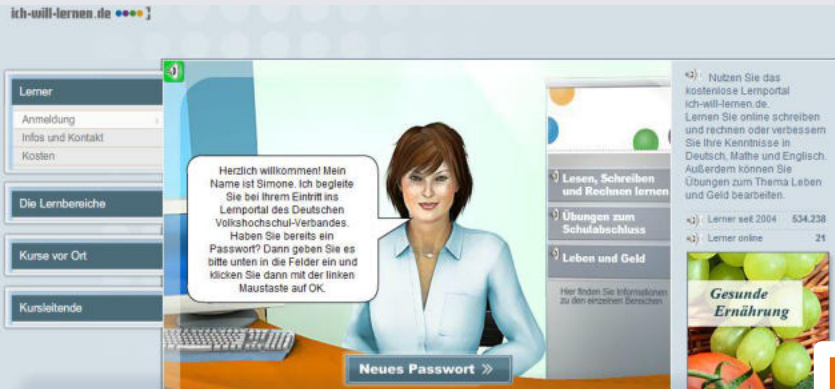 ich-will-lernen.de
Lerner
Anmeldung
Infos und Kontakt
Kosten
Die Lernbereiche
Kurse vor Ort
Kursleitende
Herzlich willkommen! Mein
Name ist Simone. Ich begleite
Sie bei Ihrem Eintritt ins
Lernportal des Deutschen
Volkshochschul-Verbandes.
Haben Sie bereits ein
Passwort? Dann geben Sie es
bitte unten in die Felder ein und
klicken Sie dann mit der linken
Maustaste auf OK.
Neues Passwort »
Lesen, Schreiben
und Rechnen lernen
Übungen zum
Schulabschluss
Leben und Geld
Hier finden Sie Informationen
zu den einzelnen Bereichen
Nutzen Sie das
kostenlose Lernportal
ich-will-lernen.de.
Lernen Sie online schreiben
und rechnen oder verbessern
Sie Ihre Kenntnisse in
Deutsch, Mathe und Englisch.
Außerdem können Sie
Übungen zum Thema Leben
und Geld bearbeiten.
Lerner seit 2004 534.238
Lerner online 21
Gesunde
Ernährung